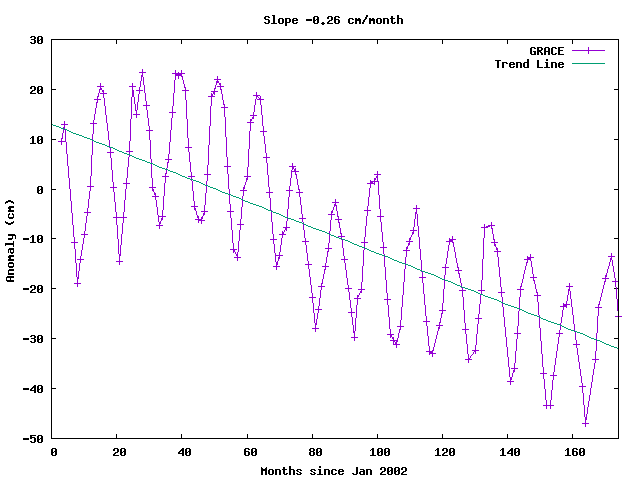 Slope -0.26 cm/month
GRACE
Trend Line
30
20
10
0
-10
-20
-30
-40
-50
Anomaly (cm)
0 20 40 60 80 100 120 140 160
Months since Jan 2002